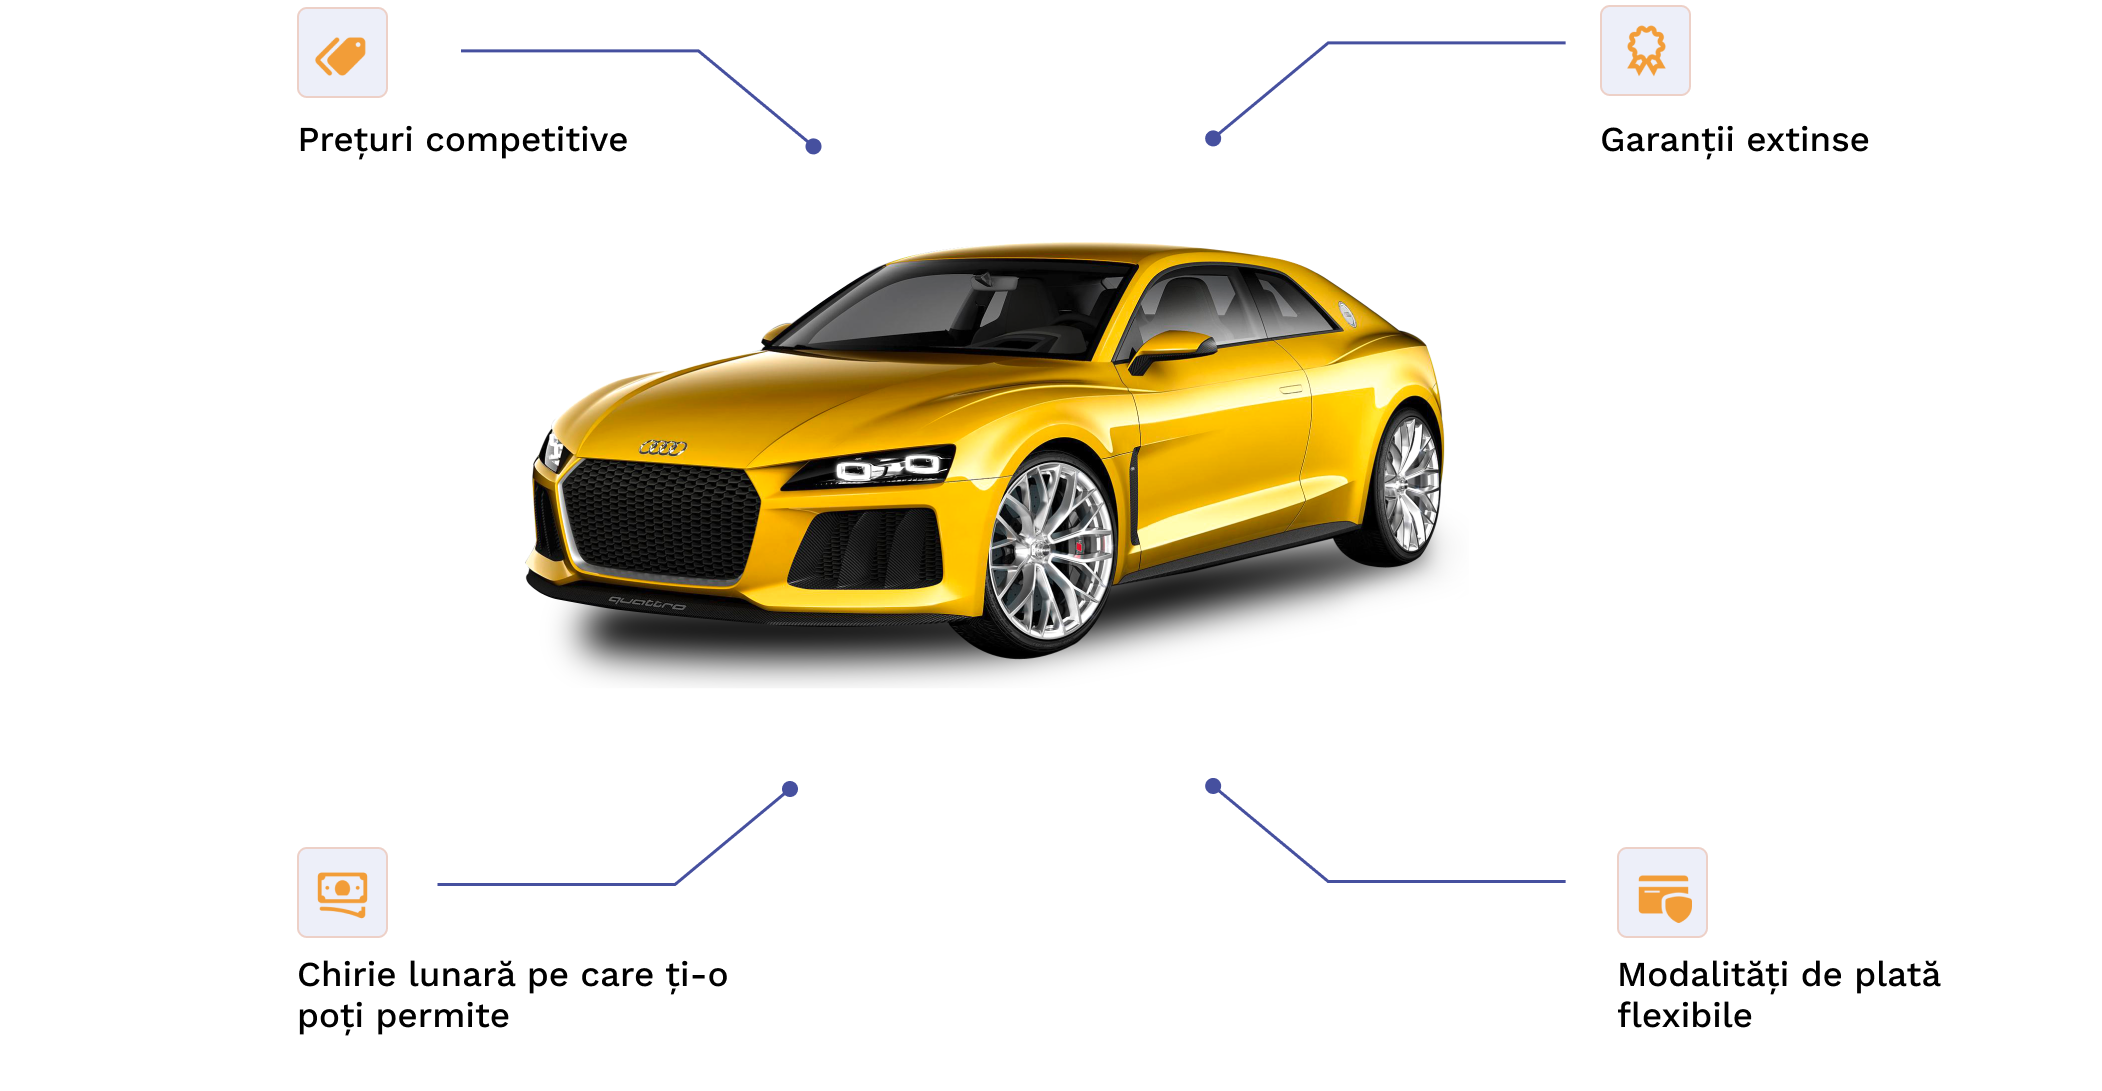 Prețuri competitive
Garanții extinse
quattro
Chirie lunară pe care ți-o
poți permite
Modalități de plată
flexibile